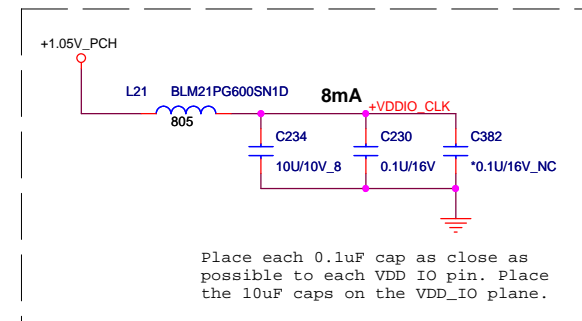 +1.05V_PCH
L21 BLM21PG600SN1D
805
8mA
+VDDIO_CLK
C234 C230 C382
10U/10V_8 0.1U/16V *0.1U/16V_NC
Place each 0.1uF cap as close as
possible to each VDD IO pin. Place
the 10uF caps on the VDD_IO plane.